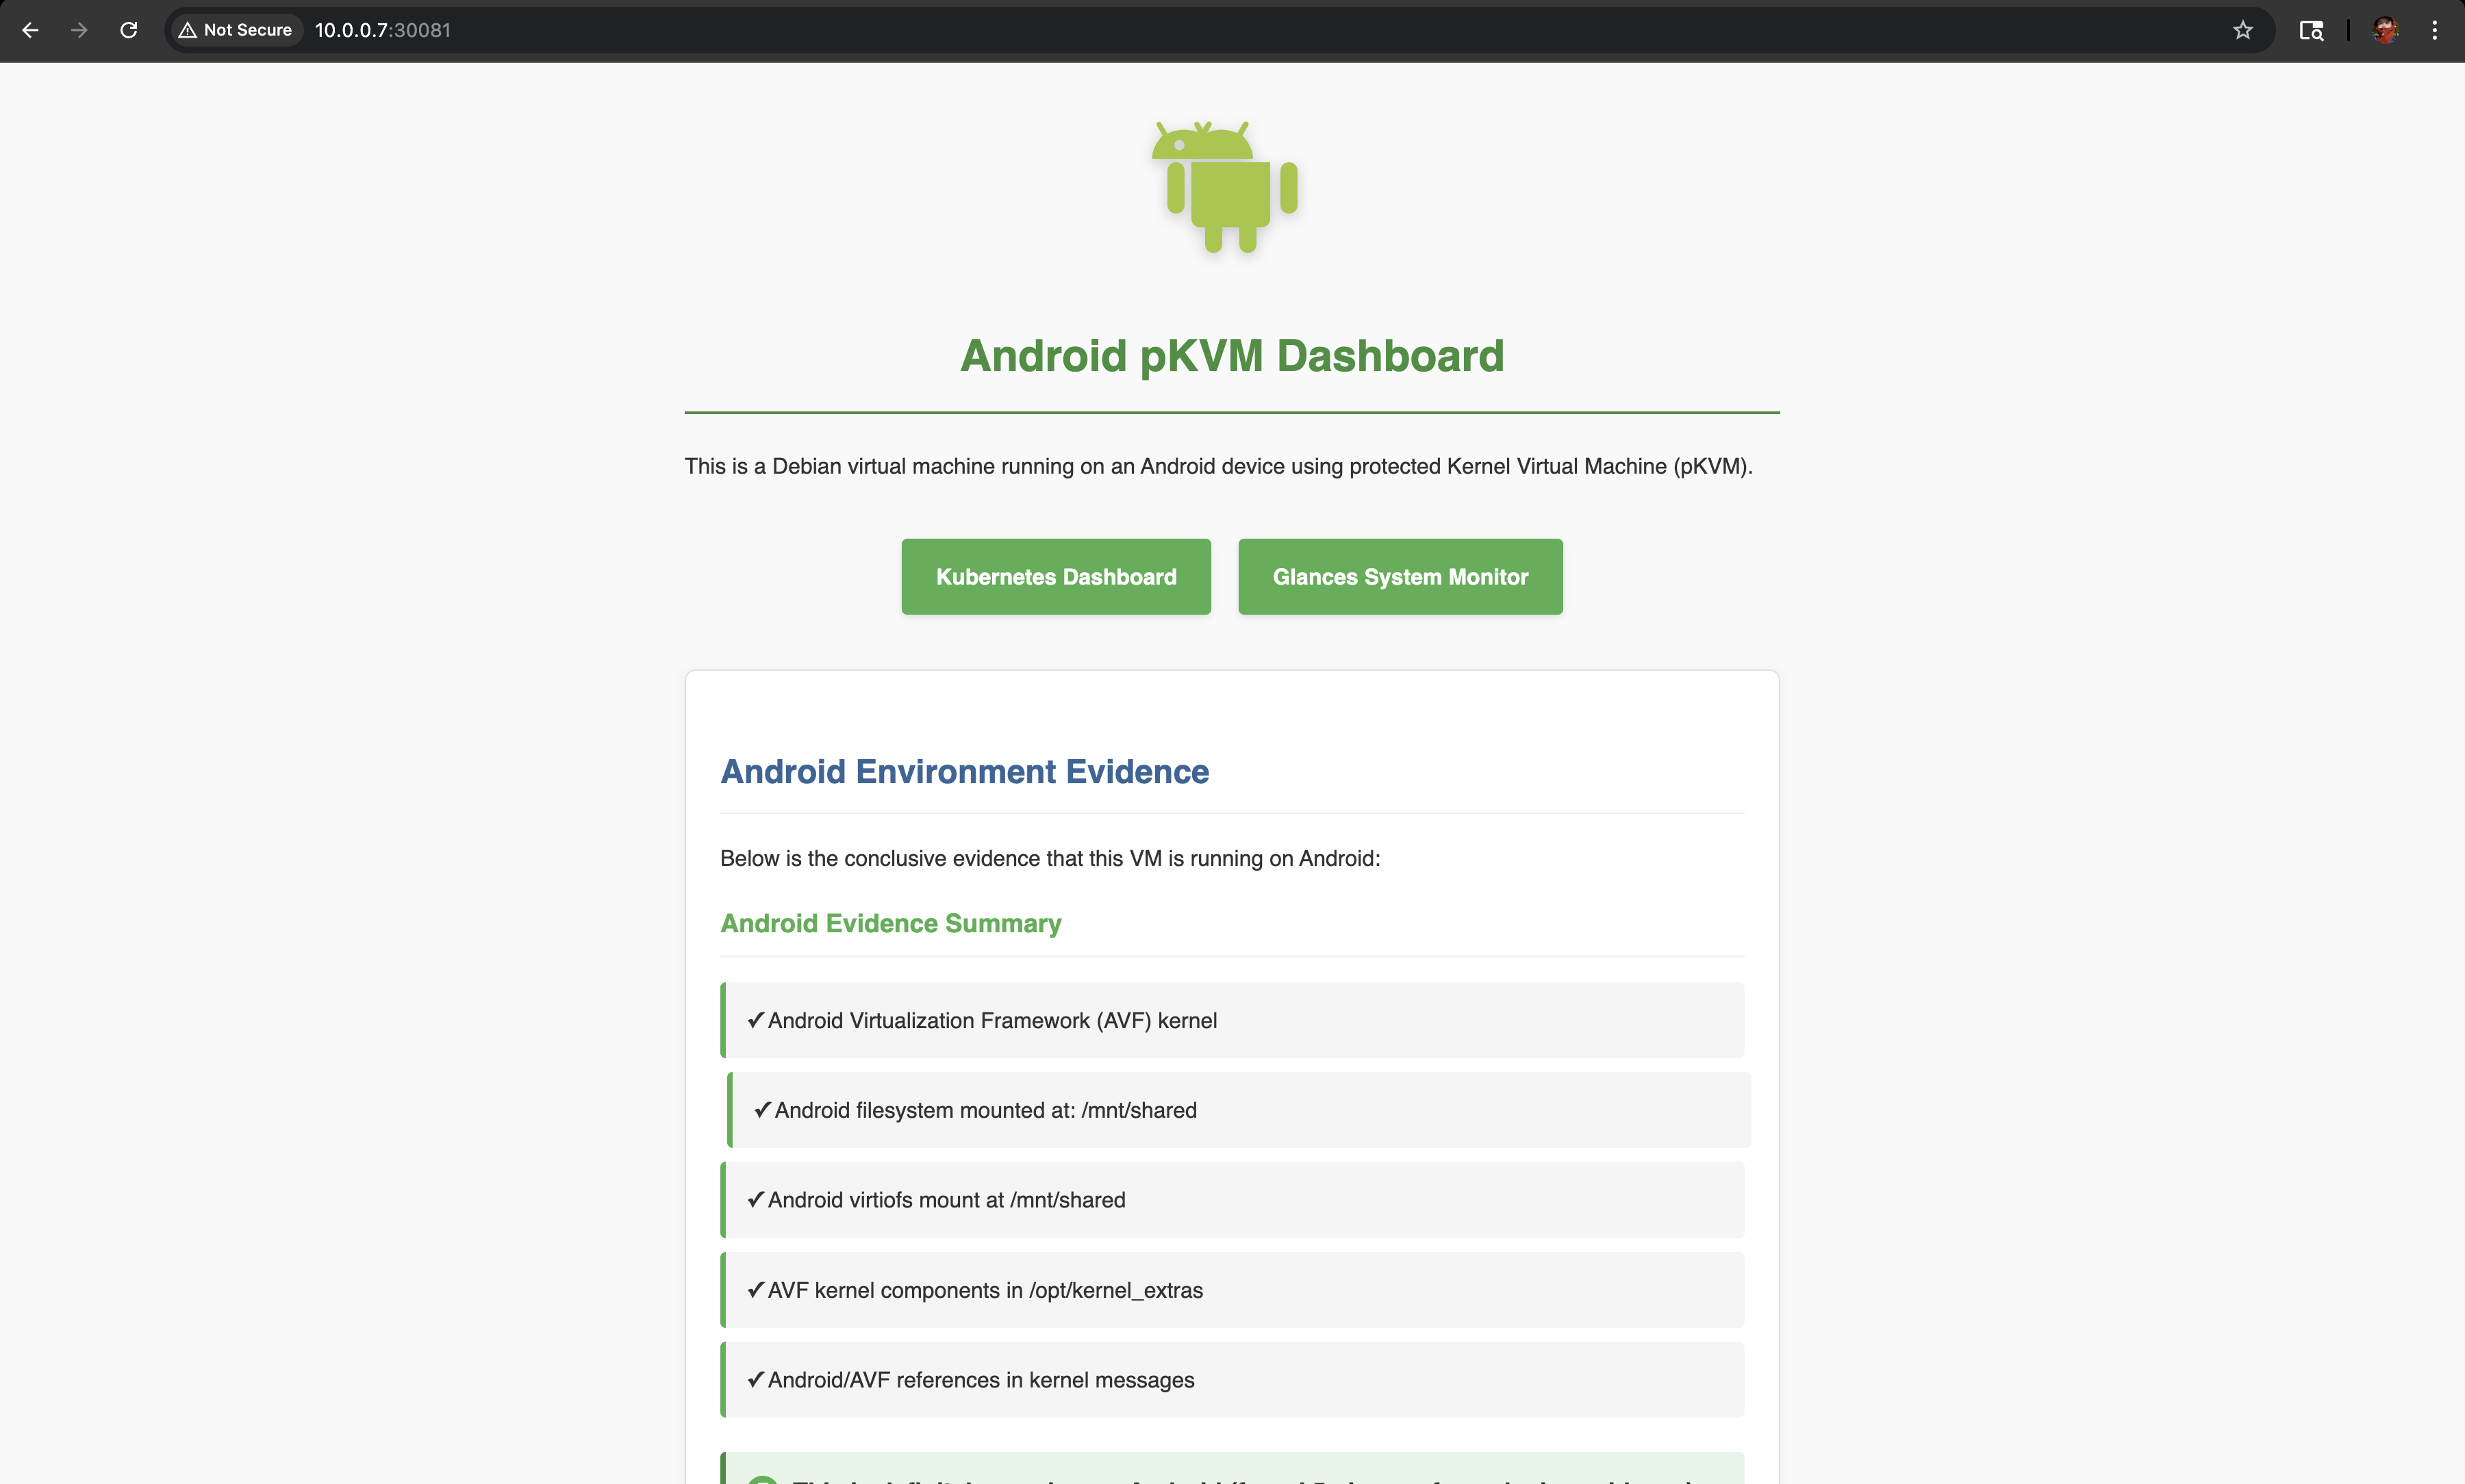 Not Secure 10.0.0.7:30081
Android pKVM Dashboard
This is a Debian virtual machine running on an Android device using protected Kernel Virtual Machine (pKVM).
Kubernetes Dashboard
Glances System Monitor
Android Environment Evidence
Below is the conclusive evidence that this VM is running on Android:
Android Evidence Summary
✓Android Virtualization Framework (AVF) kernel
✓Android filesystem mounted at: /mnt/shared
✓Android virtiofs mount at /mnt/shared
✓AVF kernel components in /opt/kernel_extras
✓Android/AVF references in kernel messages